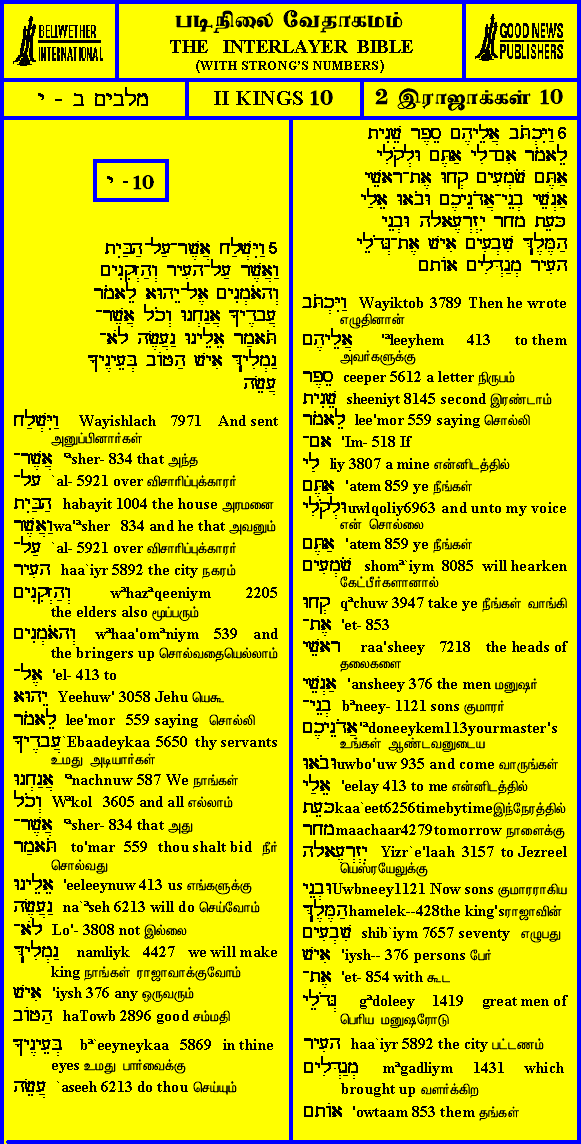 BELLWETHER
INTERNATIONAL
படிநிலை வேதாகமம்
THE INTERLAYER BIBLE
(WITH STRONG'S NUMBERS)
GOOD NEWS
PUBLISHERS
מלכים ב - י
II KINGS 10
2 இராஜாக்கள் 10
י -10
5 וַיִּשְׁלַח אֲשֶׁר־עַל־הַבַּיִת
וַאֲשֶׁר עַל־הָעִיר וְהַזְּקֵנִים
וְהָאֹמְנִים אֶל־יֵהוּא לֵאמֹר
עֲבָדֶיךָ אֲנַחְנוּ וְכֹל אֲשֶׁר־
תֹּאמַר אֵלֵינוּ נַעֲשֶׂה לֹא־
נַמְלִיךְ אִישׁ הַטּוֹב בְּעֵינֶיךָ
עֲשֵׂה
וַיִּשְׁלַח Wayishlach 7971 And sent
அனுப்பினார்கள்
אֲשֶׁר־ 'ªsher- 834 that அந்த
עַל־ `al- 5921 over விசாரிப்புக்காரர்
הַבַּיִת habayit 1004 the house அரமனை
וַאֲשֶׁר wa'ªsher 834 and he that அவனும்
עַל־ `al- 5921 over விசாரிப்புக்காரர்
הָעִיר haa`iyr 5892 the city நகரம்
וְהַזְּקֵנִים wªhazªqeeniym 2205
the elders also மூப்பரும்
וְהָאֹמְנִים wªhaa'omªniym 539 and
the bringers up சொல்வதையெல்லாம்
אֶל־ 'el- 413 to
יֵהוּא Yeehuw' 3058 Jehu யெகூ
לֵאמֹר lee'mor 559 saying சொல்லி
עֲבָדֶיךָ `Ebaadeykaa 5650 thy servants
உமது அடியார்கள்
אֲנַחְנוּ 'ªnachnuw 587 We நாங்கள்
וְכֹל Wªkol 3605 and all எல்லாம்
אֲשֶׁר־ 'ªsher- 834 that அது
תֹּאמַר to'mar 559 thou shalt bid நீர்
சொல்வது
אֵלֵינוּ 'eeleeynuw 413 us எங்களுக்கு
נַעֲשֶׂה na`ªseh 6213 will do செய்வோம்
לֹא־ Lo'- 3808 not இல்லை
נַמְלִיךְ namliyk 4427 we will make
king நாங்கள் ராஜாவாக்குவோம்
אִישׁ 'iysh 376 any ஒருவரும்
הַטּוֹב haTowb 2896 good சம்மதி
בְּעֵינֶיךָ bª`eeyneykaa 5869 in thine
eyes உமது பார்வைக்கு
עֲשֵׂה `aseeh 6213 do thou செய்யும்
6 וַיִּכְתֹּב אֲלֵיהֶם סֵפֶר שֵׁנִית
לֵאמֹר אִם־לִי אַתֶּם וּלְקֹלִי
אַתֶּם שֹׁמְעִים קְחוּ אֶת־רָאשֵׁי
אַנְשֵׁי בְנֵי־אֲדֹנֵיכֶם וּבֹאוּ אֵלַי
כָּעֵת מָחָר יִזְרְעֶאלָה וּבְנֵי
הַמֶּלֶךְ שִׁבְעִים אִישׁ אֶת־גְּדֹלֵי
הָעִיר מְגַדְּלִים אוֹתָם
וַיִּכְתֹּב Wayiktob 3789 Then he wrote
எழுதினான்
אֲלֵיהֶם 'ªleeyhem 413 to them
அவர்களுக்கு
סֵפֶר ceeper 5612 a letter நிருபம்
שֵׁנִית sheeniyt 8145 second இரண்டாம்
לֵאמֹר lee'mor 559 saying சொல்லி
אִם־ 'Im- 518 If
לִי liy 3807 a mine என்னிடத்தில்
אַתֶּם 'atem 859 ye நீங்கள்
וּלְקֹלִי uwlqoliy6963 and unto my voice
என் சொல்லை
אַתֶּם 'atem 859 ye நீங்கள்
שֹׁמְעִים shomª`iym 8085 will hearken
கேட்பீர்களானால்
קְחוּ qªchuw 3947 take ye நீங்கள் வாங்கி
אֶת־ 'et- 853
רָאשֵׁי raa'sheey 7218 the heads of
தலைகளை
אַנְשֵׁי 'ansheey 376 the men மனுஷர்
בְנֵי־ bªneey- 1121 sons குமாரர்
אֲדֹנֵיכֶם 'ªdoneeykem113yourmaster's
உங்கள் ஆண்டவனுடைய
וּבֹאוּ uwbo'uw 935 and come வாருங்கள்
אֵלַי 'eelay 413 to me என்னிடத்தில்
כָּעֵת kaa`eet6256timebytimeஇந்நேரத்தில்
מָחָר maachaar4279tomorrow நாளைக்கு
יִזְרְעֶאלָה Yizr`e'laah 3157 to Jezreel
யெஸ்ரயேலுக்கு
וּבְנֵי Uwbneey1121 Now sons குமாரராகிய
הַמֶּלֶךְ hamelek--428the king'sராஜாவின்
שִׁבְעִים shib`iym 7657 seventy எழுபது
אִישׁ 'iysh-- 376 persons பேர்
אֶת־ 'et- 854 with கூட
גְּדֹלֵי gªdoleey 1419 great men of
பெரிய மனுஷரோடு
הָעִיר haa`iyr 5892 the city பட்டணம்
מְגַדְּלִים mªgadliym 1431 which
brought up வளர்க்கிற
אוֹתָם 'owtaam 853 them தங்கள்